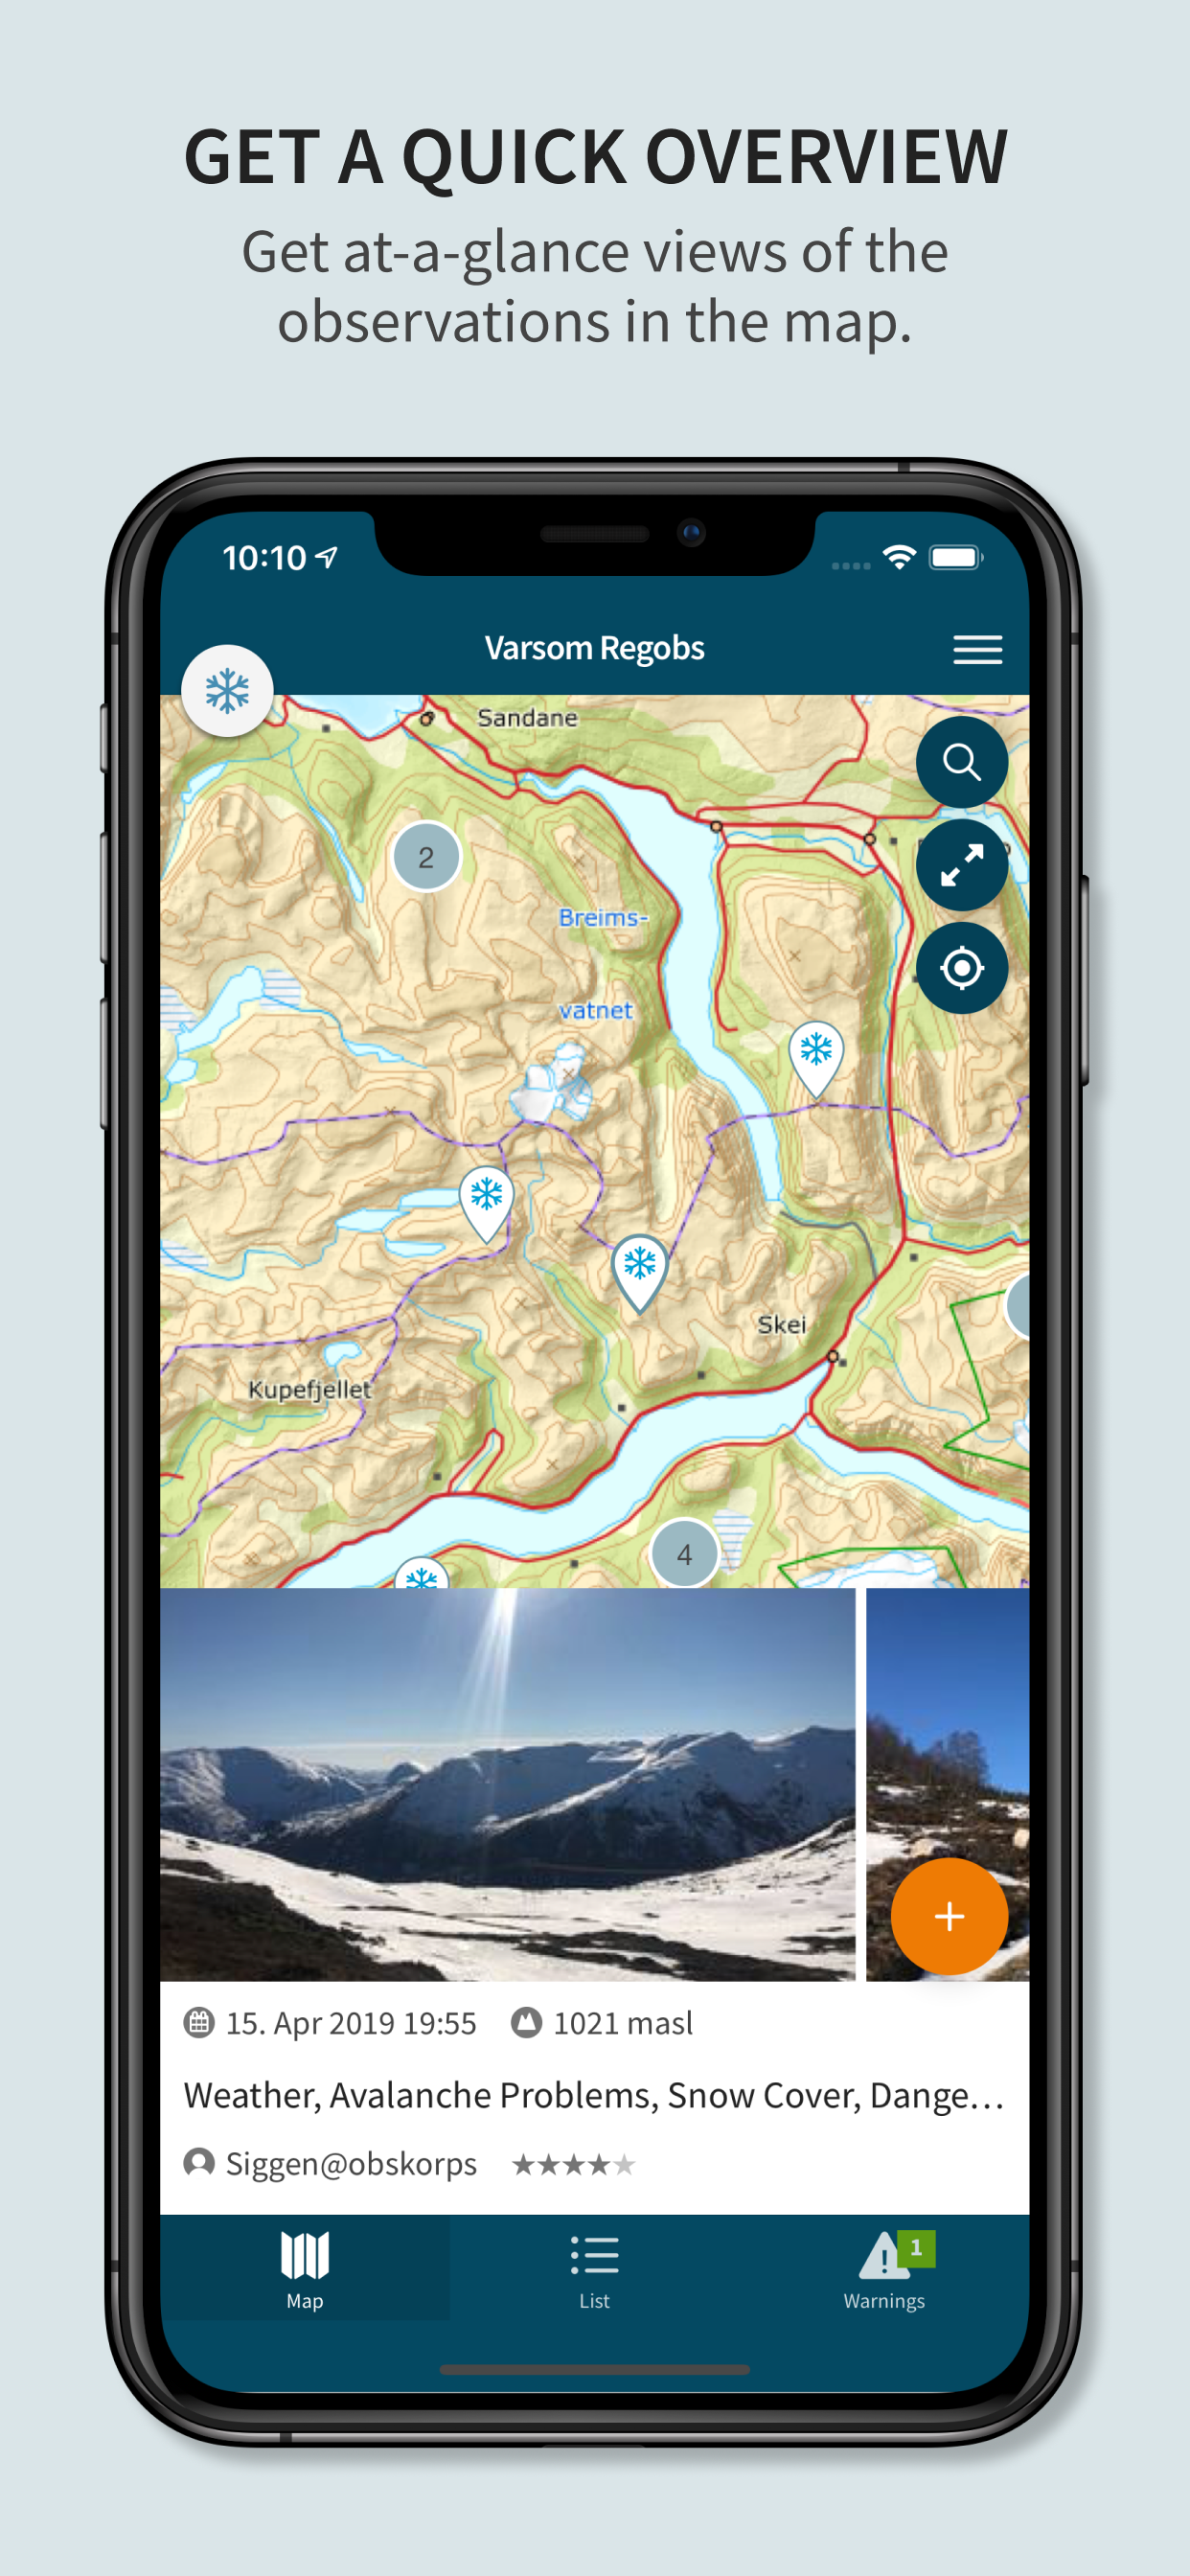 GET A QUICK OVERVIEW
Get at-a-glance views of the
observations in the map.
10:10
Varsom Regobs
Sandane
2
Breims-
vatnet
Skei
Kupefjellet
4
15. Apr 2019 19:55 1021 masl
Weather, Avalanche Problems, Snow Cover, Dange...
Siggen@obskorps
1
Map List Warnings